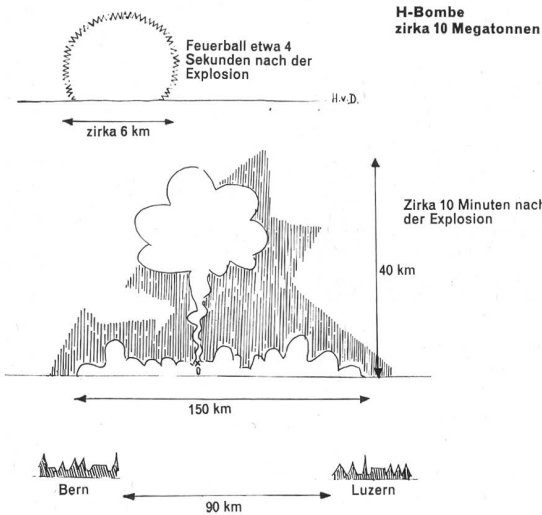 H-Bombe
zirka 10 Megatonnen
Feuerball etwa 4
Sekunden nach der
Explosion
H.v.D.
zirka 6 km
Zirka 10 Minuten nach
der Explosion
40 km
0
150 km
Bern
Luzern
90 km